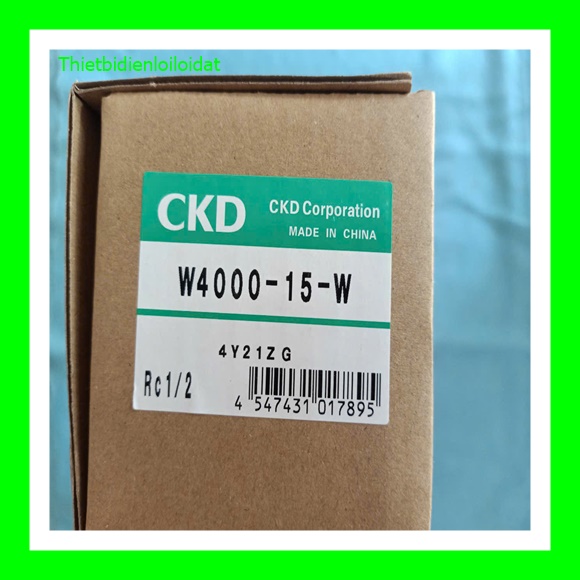 Thietbidienloiloidat
CKD
CKD Corporation
MADE IN CHINA
W4000-15-W
4Y21ZG
Rc1/2
4 547431 017895